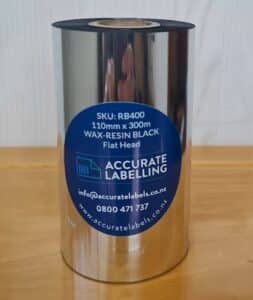 SKU: RB400
110mm x 300m
WAX-RESIN BLACK
Flat Head
ACCURATE
LABELLING
info@accuratelabels.co.nz
0800 471 737
www.accuratelabels.co.nz